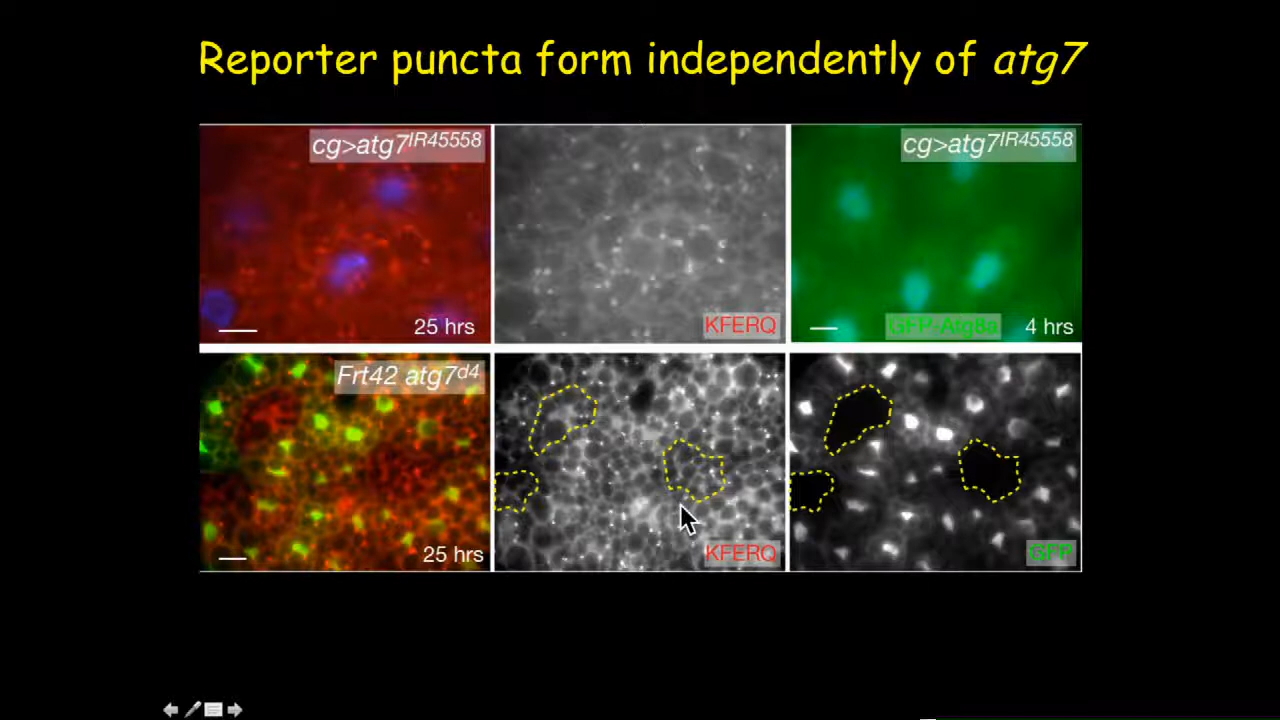 Reporter puncta form independently of atg7
cg>atg7IR45558
cg>atg7IR45558
25 hrs
KFERQ
GFP-Atg8a
4 hrs
Frt42 atg7d4
25 hrs
KFERQ
GFP